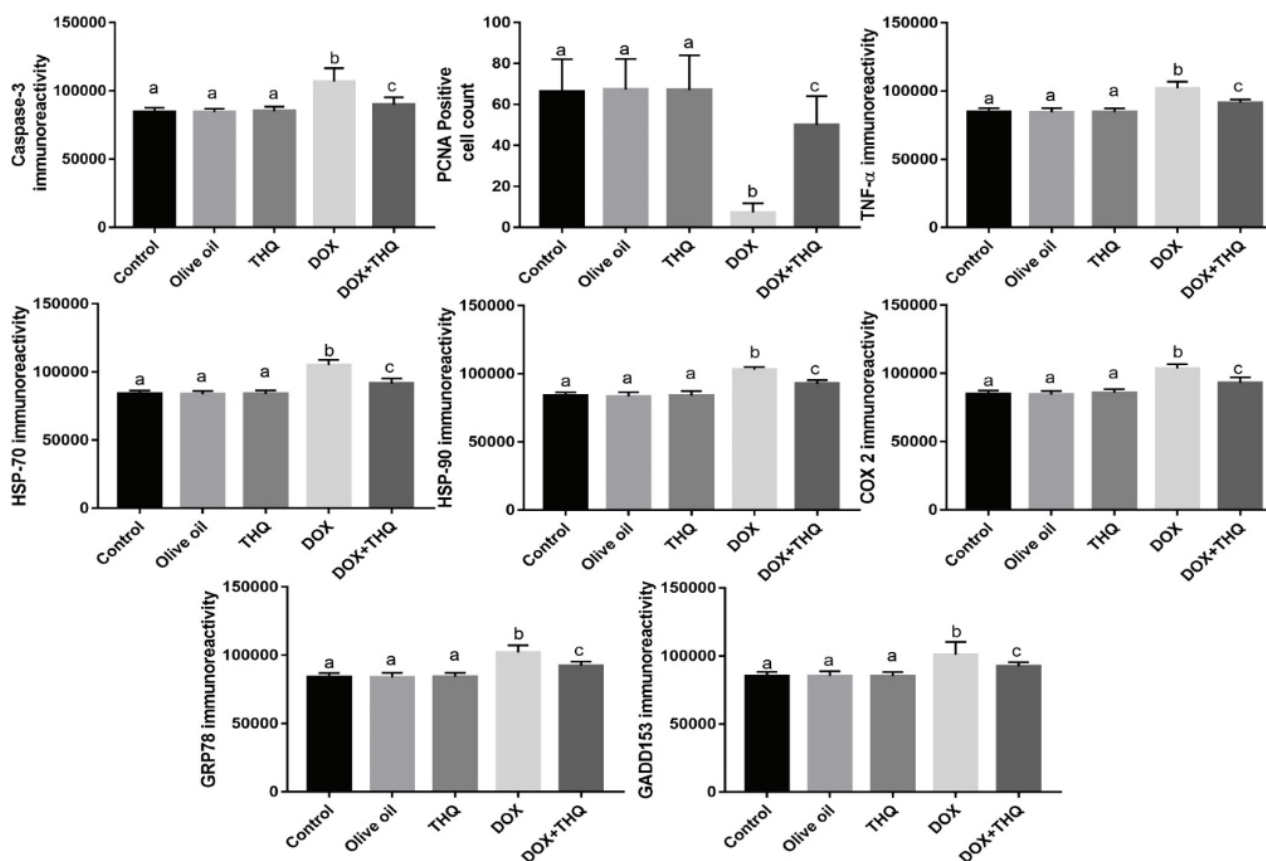 150000
100000
50000
0
Caspase-3
immunoreactivity
a
a
a
b
c
Control
Olive oil
THQ
DOX
DOX+THQ
100
80
60
40
20
0
PCNA Positive
cell count
a
a
a
b
c
Control
Olive oil
THQ
DOX
DOX+THQ
150000
100000
50000
0
TNF-α immunoreactivity
a
a
a
b
c
Control
Olive oil
THQ
DOX
DOX+THQ
150000
100000
50000
0
HSP-70 immunoreactivity
a
a
a
b
c
Control
Olive oil
THQ
DOX
DOX+THQ
150000
100000
50000
0
HSP-90 immunoreactivity
a
a
a
b
c
Control
Olive oil
THQ
DOX
DOX+THQ
150000
100000
50000
0
COX 2 immunoreactivity
a
a
a
b
c
Control
Olive oil
THQ
DOX
DOX+THQ
150000
100000
50000
0
GRP78 immunoreactivity
a
a
a
b
c
Control
Olive oil
THQ
DOX
DOX+THQ
150000
100000
50000
0
GADD153 immunoreactivity
a
a
a
b
c
Control
Olive oil
THQ
DOX
DOX+THQ